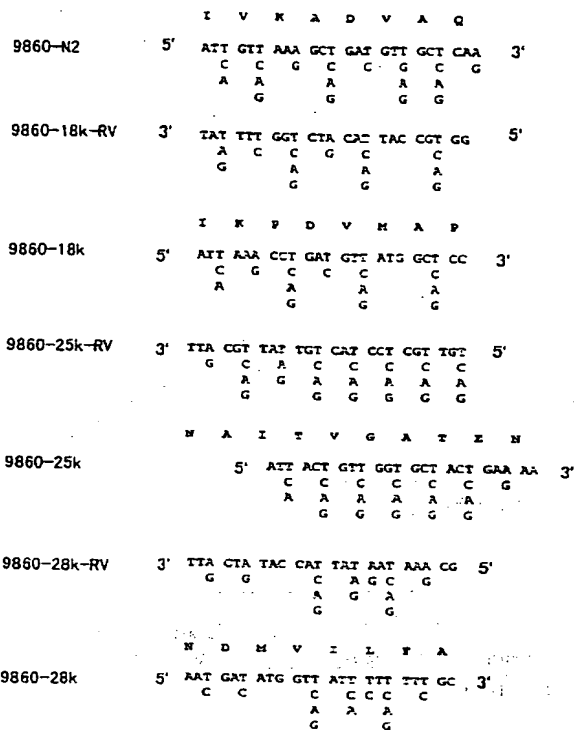 I V K A D V A Q
9860-N2 5' ATT GTT AAA GCT GAT GTT GCT CAA 3'
C C G C C G C G
A A A A A
G G G G
9860-18k-RV 3' TAT TTT GGT CTA CAT TAC CGT GG 5'
A C C G C C
G A A A
G G G
I K P D V M A P
9860-18k 5' ATT AAA CCT GAT GTT ATG GCT CC 3'
C G C C C C
A A A A
G G G
9860-25k-RV 3' TTA CGT TAT TGT CAT CCT CGT TGT 5'
G C A C C C C C
A G A A A A A
G G G G G G
N A I T V G A T E N
9860-25k 5' ATT ACT GTT GGT GCT ACT GAA AA 3'
C C C C C C G
A A A A A A
G G G G G
9860-28k-RV 3' TTA CTA TAC CAT TAT AAT AAA CG 5'
G G C A G C G
A G A
G G
N D M V I L F A
9860-28k 5' AAT GAT ATG GTT ATT TTT TTT GC 3'
C C C C C C C
A A A
G G